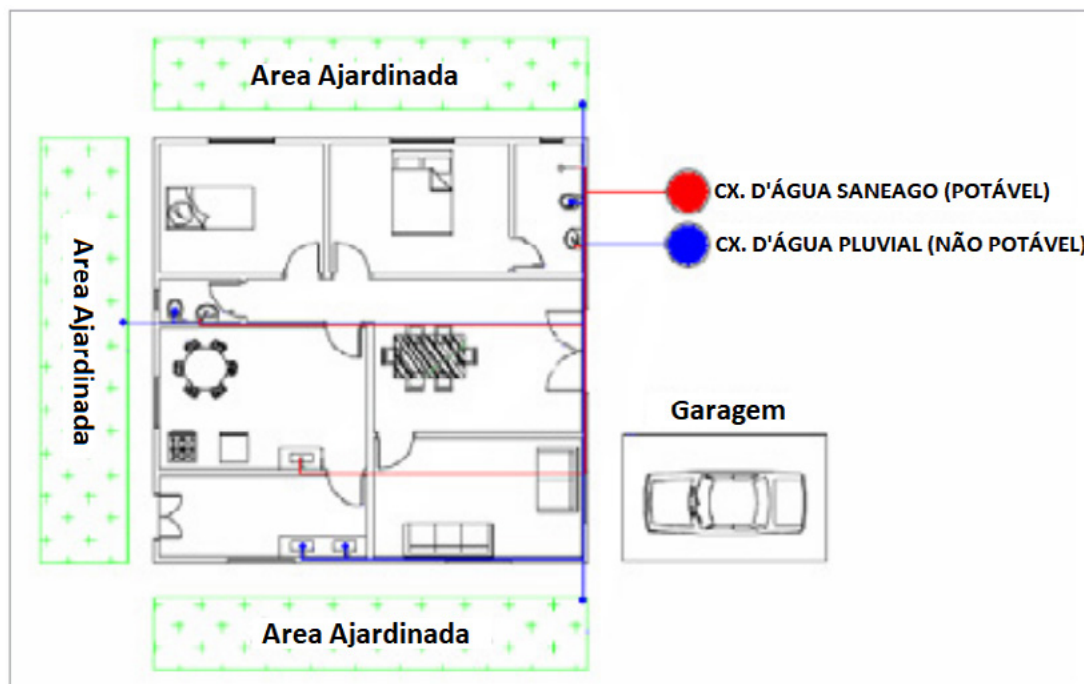 Area Ajardinada
CX. D'ÁGUA SANEAGO (POTÁVEL)
CX. D'ÁGUA PLUVIAL (NÃO POTÁVEL)
Area Ajardinada
Garagem
Area Ajardinada